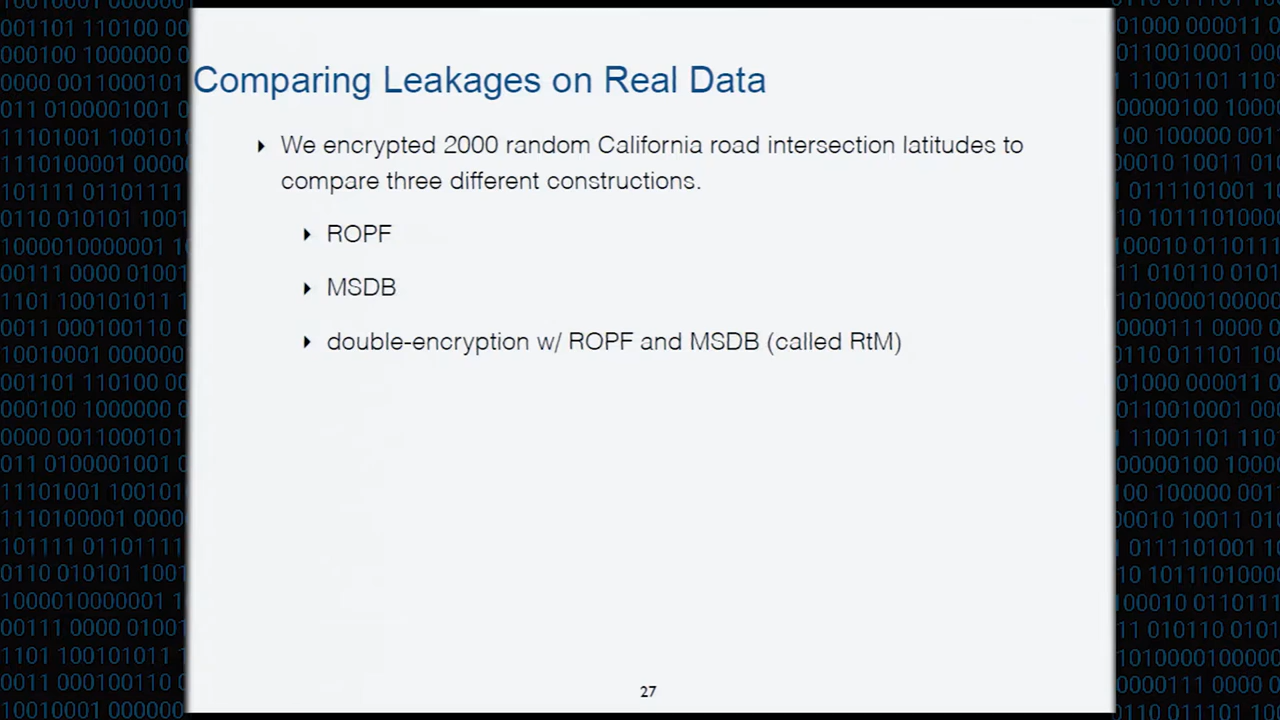 Comparing Leakages on Real Data
We encrypted 2000 random California road intersection latitudes to
compare three different constructions.
ROPF
MSDB
double-encryption w/ ROPF and MSDB (called RtM)
27